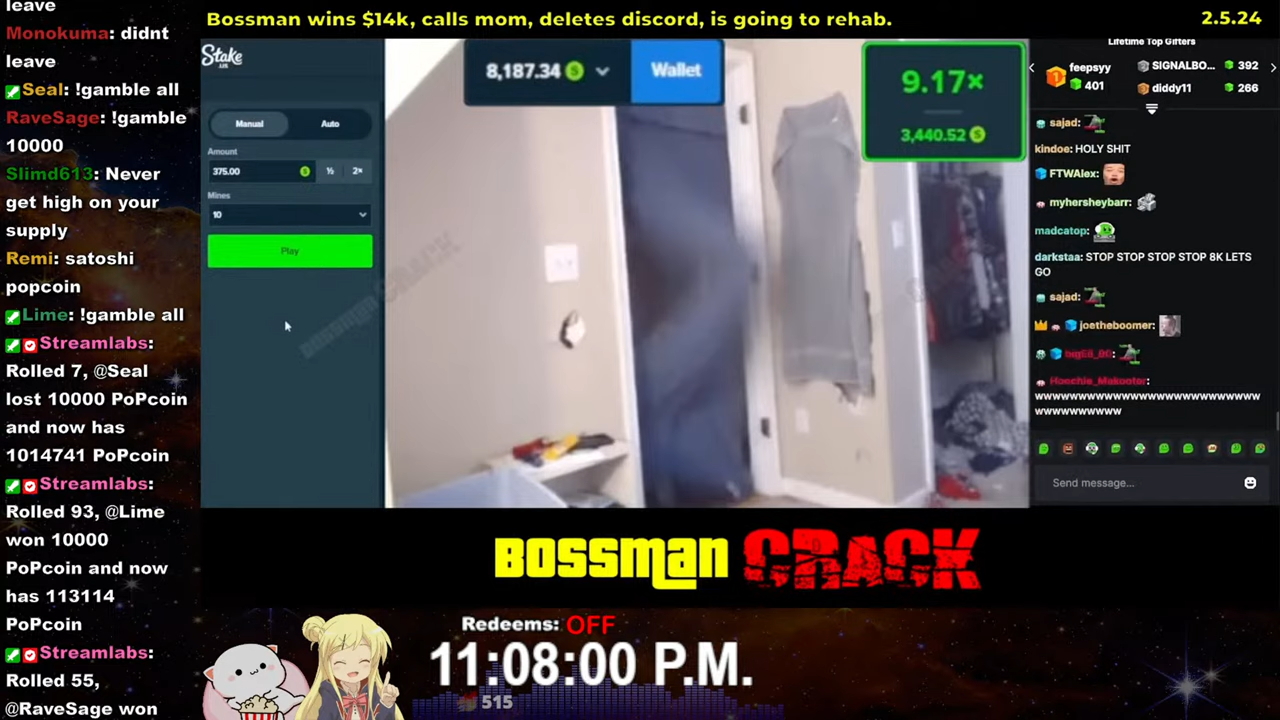 Bossman wins $14k, calls mom, deletes discord, is going to rehab.
2.5.24
leave
Monokuma: didnt
leave
Seal: !gamble all
RaveSage: !gamble
10000
Slimd613: Never
get high on your
supply
Remi: satoshi
popcoin
Lime: !gamble all
Streamlabs:
Rolled 7, @Seal
lost 10000 PoPcoin
and now has
1014741 PoPcoin
Streamlabs:
Rolled 93, @Lime
won 10000
PoPcoin and now
has 113114
PoPcoin
Streamlabs:
Rolled 55,
@RaveSage won
Stake
.US
Manual
Auto
Amount
375.00
½
2×
Mines
10
Play
8,187.34
Wallet
9.17×
3,440.52
BOSSMAN CRACK
Lifetime Top Gifters
feepsyy
401
SIGNALBO... 392
diddy11 266
sajad:
kindoe: HOLY SHIT
FTWAlex:
myhersheybarr:
madcatop:
darkstaa: STOP STOP STOP STOP 8K LETS
GO
sajad:
joetheboomer:
Hoochie_Makooter:
wwwwwwwwwwwwwwwwwwwwwwwwwww
wwwwwwwwww
Send message...
BOSSMAN CRACK
Redeems: OFF
11:08:00 P.M.
515